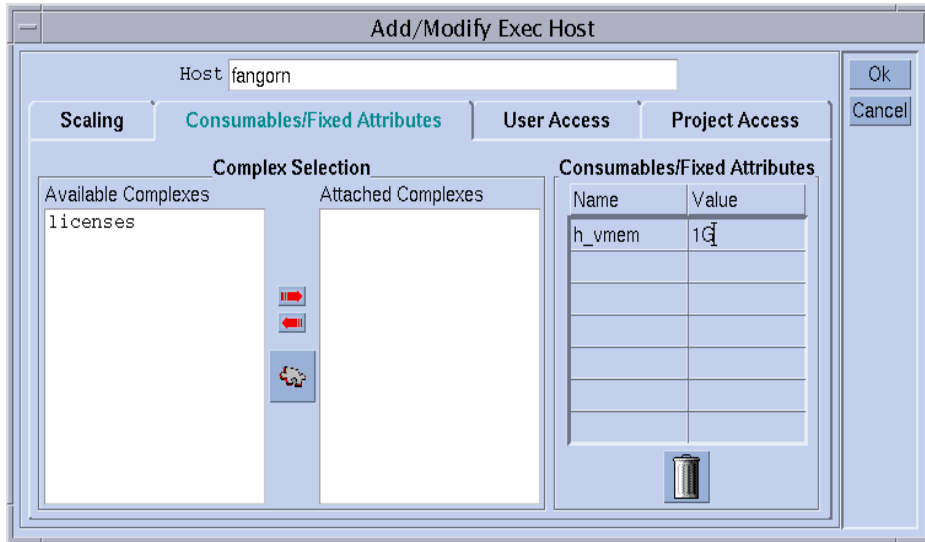 Add/Modify Exec Host
Host fangorn
Ok
Cancel
Scaling Consumables/Fixed Attributes User Access Project Access
Complex Selection
Available Complexes Attached Complexes
licenses
Consumables/Fixed Attributes
Name Value
h_vmem 1G